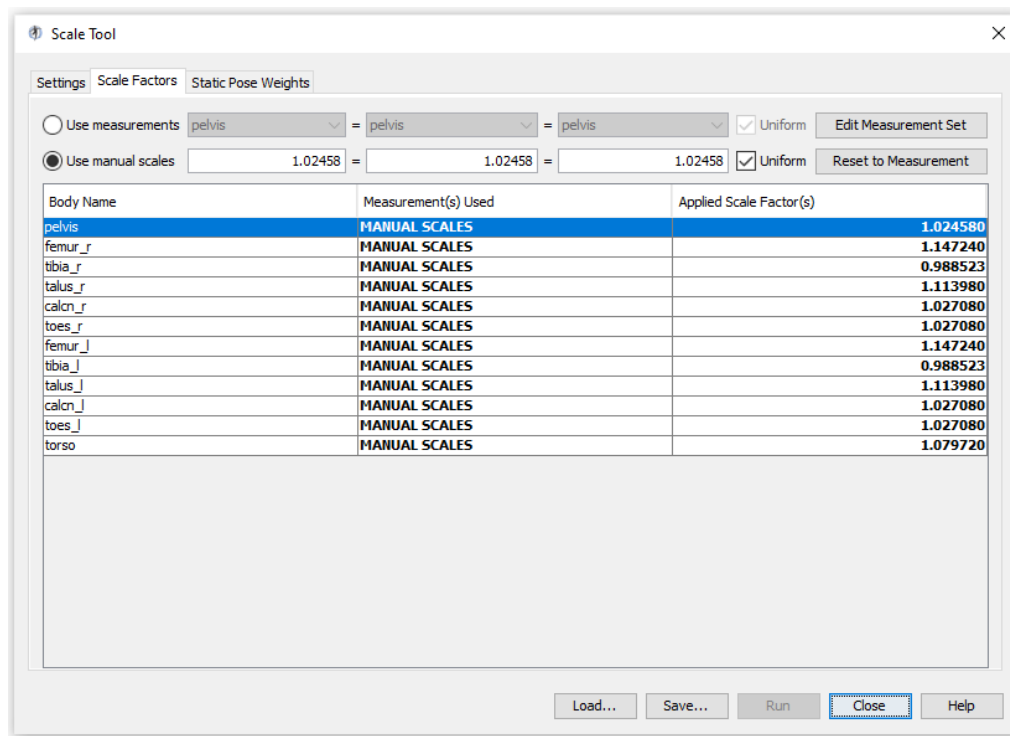 Scale Tool
Settings Scale Factors Static Pose Weights
Use measurements pelvis = pelvis = pelvis Uniform Edit Measurement Set
Use manual scales 1.02458 = 1.02458 = 1.02458 Uniform Reset to Measurement
Body Name Measurement(s) Used Applied Scale Factor(s)
pelvis MANUAL SCALES 1.024580
femur_r MANUAL SCALES 1.147240
tibia_r MANUAL SCALES 0.988523
talus_r MANUAL SCALES 1.113980
calcn_r MANUAL SCALES 1.027080
toes_r MANUAL SCALES 1.027080
femur_l MANUAL SCALES 1.147240
tibia_l MANUAL SCALES 0.988523
talus_l MANUAL SCALES 1.113980
calcn_l MANUAL SCALES 1.027080
toes_l MANUAL SCALES 1.027080
torso MANUAL SCALES 1.079720
Load... Save... Run Close Help